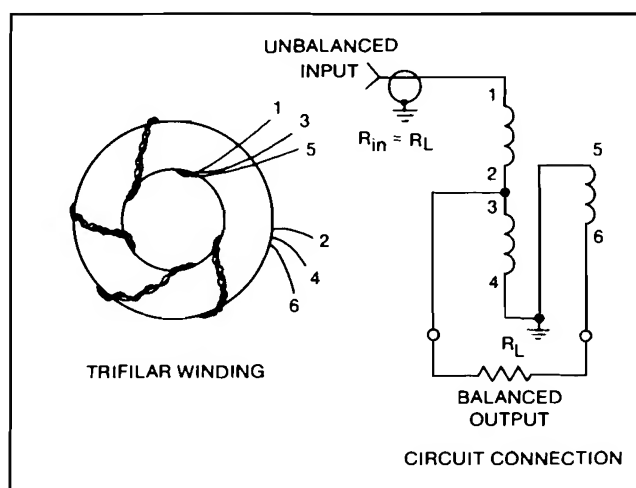 UNBALANCED
INPUT
1
3
5
2
4
6
TRIFILAR WINDING
Rin = RL
1
2
3
4
5
6
RL
BALANCED
OUTPUT
CIRCUIT CONNECTION